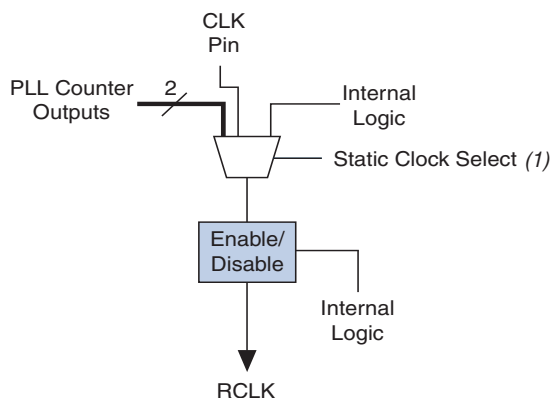 CLK
Pin
PLL Counter
Outputs
2
Internal
Logic
Static Clock Select (1)
Enable/
Disable
Internal
Logic
RCLK